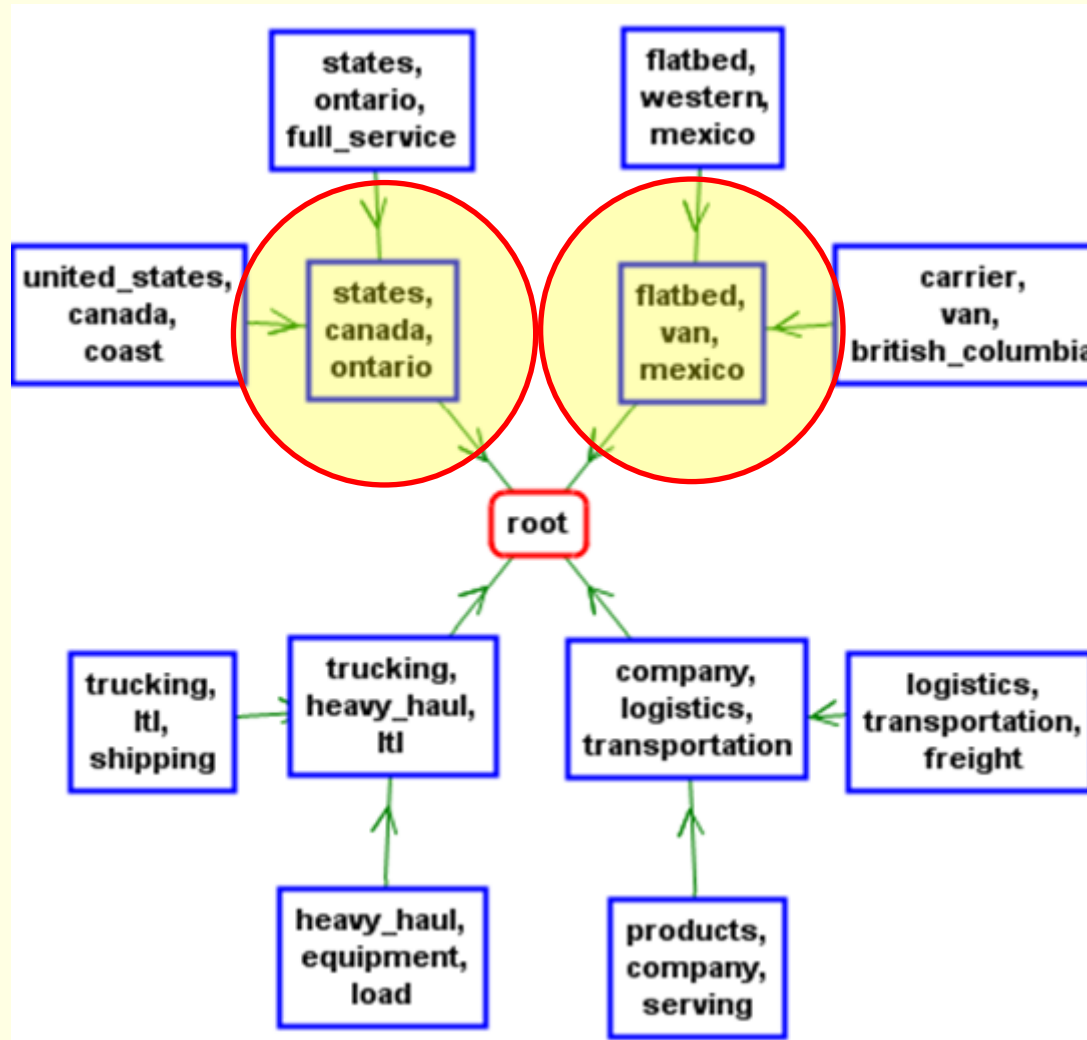 states,
ontario,
full_service
flatbed,
western,
mexico
united_states,
canada,
coast
states,
canada,
ontario
flatbed,
van,
mexico
carrier,
van,
british_columbia
root
trucking,
ltl,
shipping
trucking,
heavy_haul,
ltl
company,
logistics,
transportation
logistics,
transportation,
freight
heavy_haul,
equipment,
load
products,
company,
serving